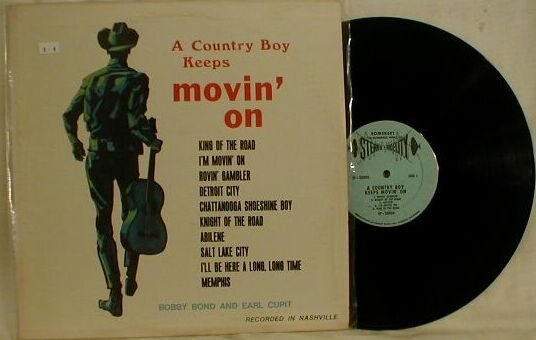 A Country Boy
Keeps
movin'
on
KING OF THE ROAD
I'M MOVIN' ON
ROVIN' GAMBLER
DETROIT CITY
CHATTANOOGA SHOESHINE BOY
KNIGHT OF THE ROAD
ABILENE
SALT LAKE CITY
I'LL BE HERE A LONG, LONG TIME
MEMPHIS
BOBBY BOND AND EARL CUPIT
RECORDED IN NASHVILLE
SOMERSET
STEREO FIDELITY
A COUNTRY BOY
KEEPS MOVIN' ON